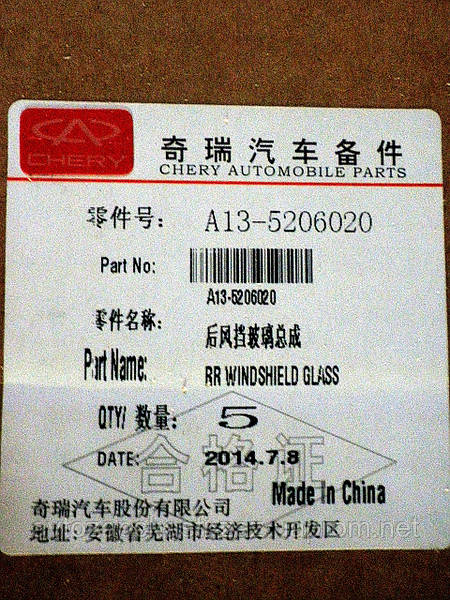 CHERY
奇瑞汽车备件
CHERY AUTOMOBILE PARTS
零件号: A13-5206020
Part No:
A13-5206020
零件名称: 后风挡玻璃总成
Part Name: RR WINDSHIELD GLASS
QTY/ 数量: 5
合格证
DATE: 2014.7.8
Made In China
奇瑞汽车股份有限公司
地址: 安徽省芜湖市经济技术开发区